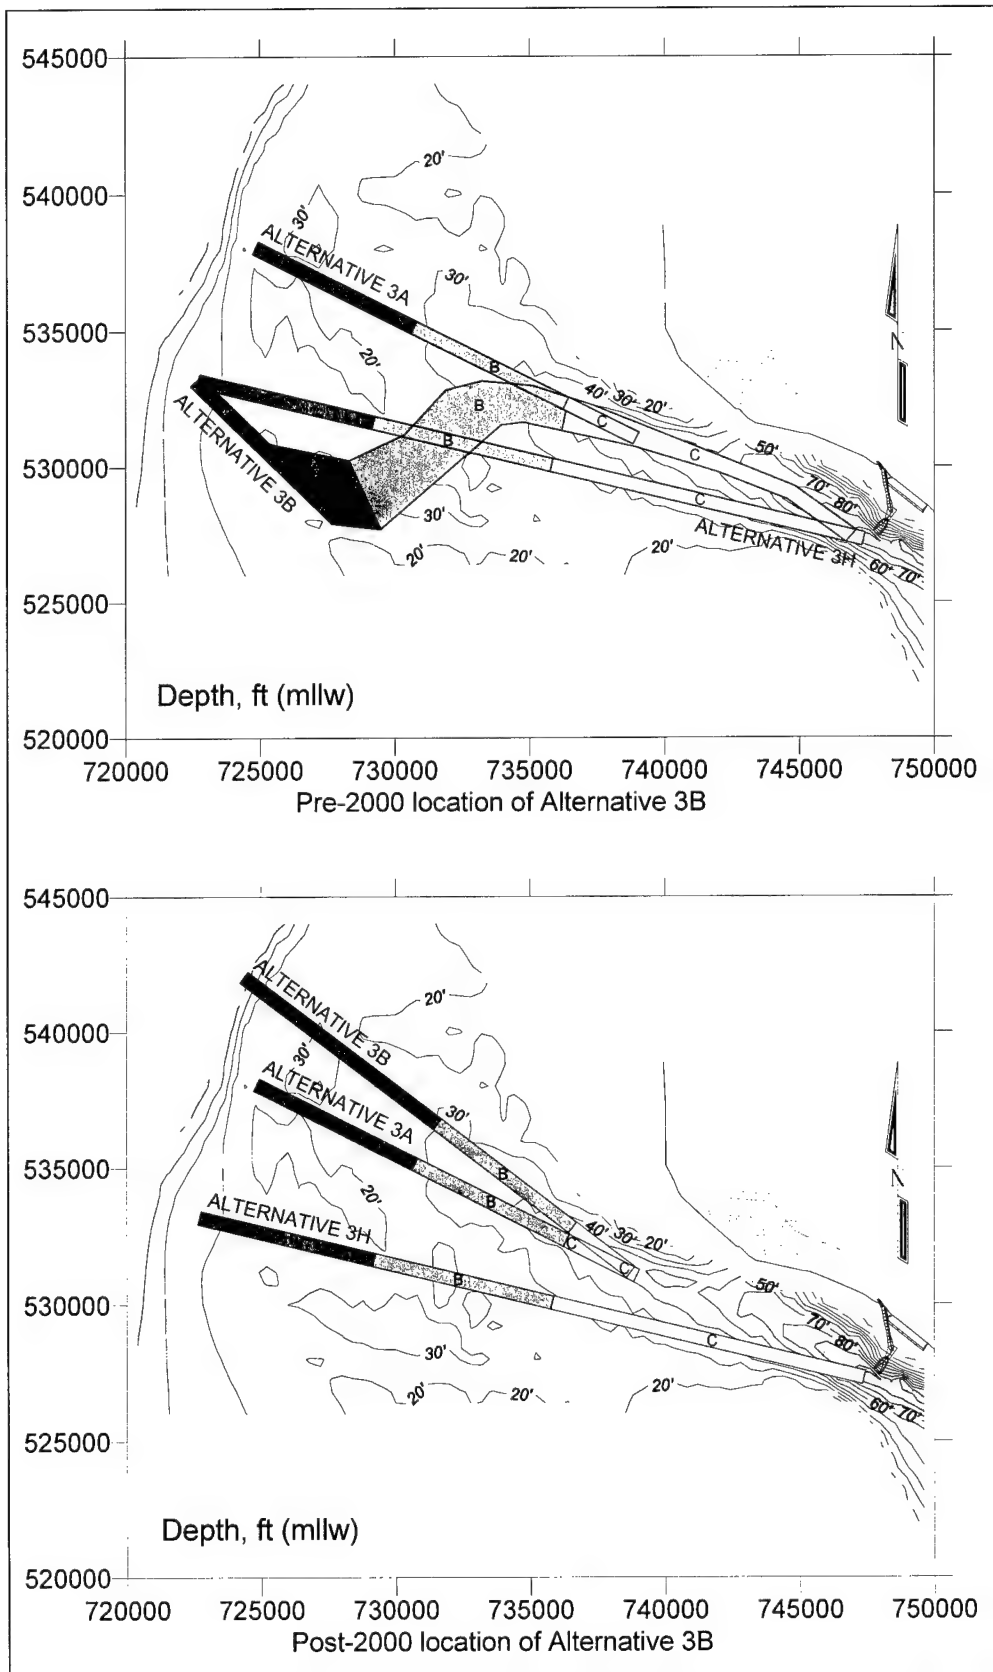 545000
540000
535000
530000
525000
520000
720000 725000 730000 735000 740000 745000 750000
20'
30'
ALTERNATIVE 3A
30'
20'
B
B
40' 30' 20'
C
ALTERNATIVE 3B
B
C
50'
C
70' 80'
30'
ALTERNATIVE 3H
20' 20' 20'
60' 70'
N
Depth, ft (mllw)
Pre-2000 location of Alternative 3B
545000
540000
535000
530000
525000
520000
720000 725000 730000 735000 740000 745000 750000
ALTERNATIVE 3B
20'
30'
ALTERNATIVE 3A
30'
20'
B
B
ALTERNATIVE 3H
40' 30' 20'
C
C
B
50'
C
70' 80'
30'
20' 20' 20'
60' 70'
N
Depth, ft (mllw)
Post-2000 location of Alternative 3B